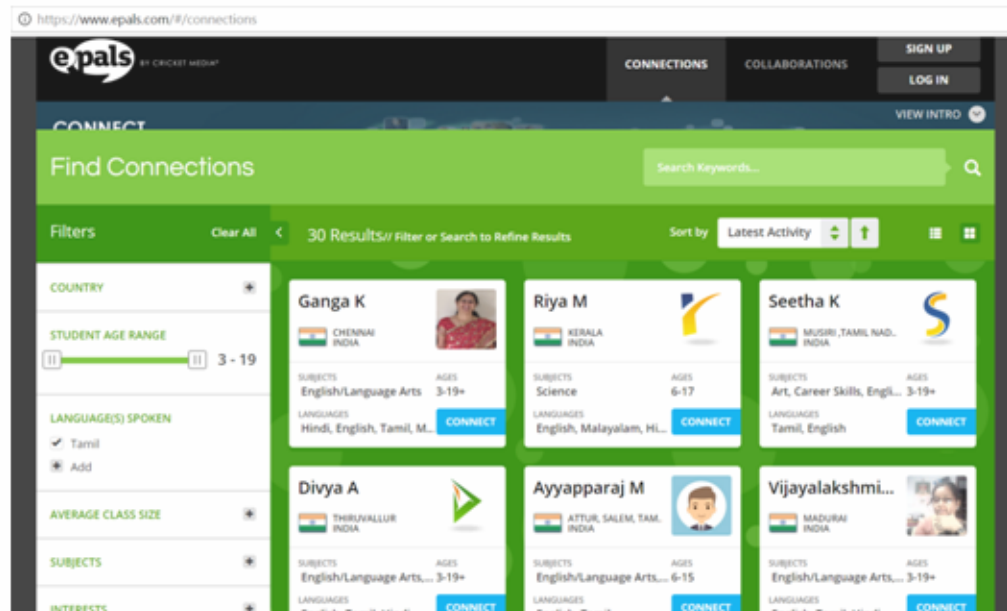 https://www.epals.com/#/connections
epals BY CRICKET MEDIA®
CONNECTIONS
COLLABORATIONS
SIGN UP
LOG IN
CONNECT
VIEW INTRO
Find Connections
Search Keywords...
Filters
Clear All
30 Results// Filter or Search to Refine Results
Sort by
Latest Activity
COUNTRY
STUDENT AGE RANGE
3 - 19
LANGUAGE(S) SPOKEN
Tamil
Add
AVERAGE CLASS SIZE
SUBJECTS
INTERESTS
Ganga K
CHENNAI
INDIA
SUBJECTS
AGES
English/Language Arts
3-19+
LANGUAGES
Hindi, English, Tamil, M...
CONNECT
Riya M
KERALA
INDIA
SUBJECTS
AGES
Science
6-17
LANGUAGES
English, Malayalam, Hi...
CONNECT
Seetha K
MUSIRI ,TAMIL NAD..
INDIA
SUBJECTS
AGES
Art, Career Skills, Engli...
3-19+
LANGUAGES
Tamil, English
CONNECT
Divya A
THIRUVALLUR
INDIA
SUBJECTS
AGES
English/Language Arts,...
3-19+
LANGUAGES
CONNECT
Ayyapparaj M
ATTUR, SALEM, TAM.
INDIA
SUBJECTS
AGES
English/Language Arts,...
6-15
LANGUAGES
CONNECT
Vijayalakshmi...
MADURAI
INDIA
SUBJECTS
AGES
English/Language Arts,...
3-19+
LANGUAGES
CONNECT